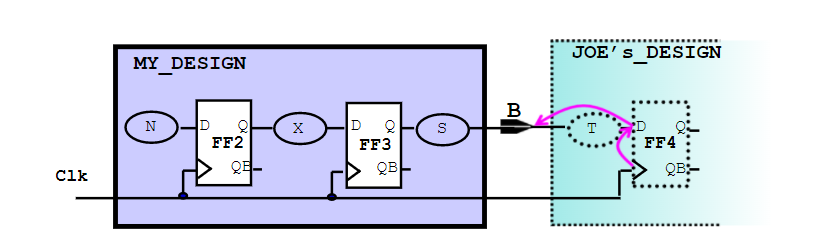 JOE's_DESIGN
MY_DESIGN
B
N
D Q
X
D Q
S
T
D Q
FF2
FF3
FF4
QB
QB
QB
Clk